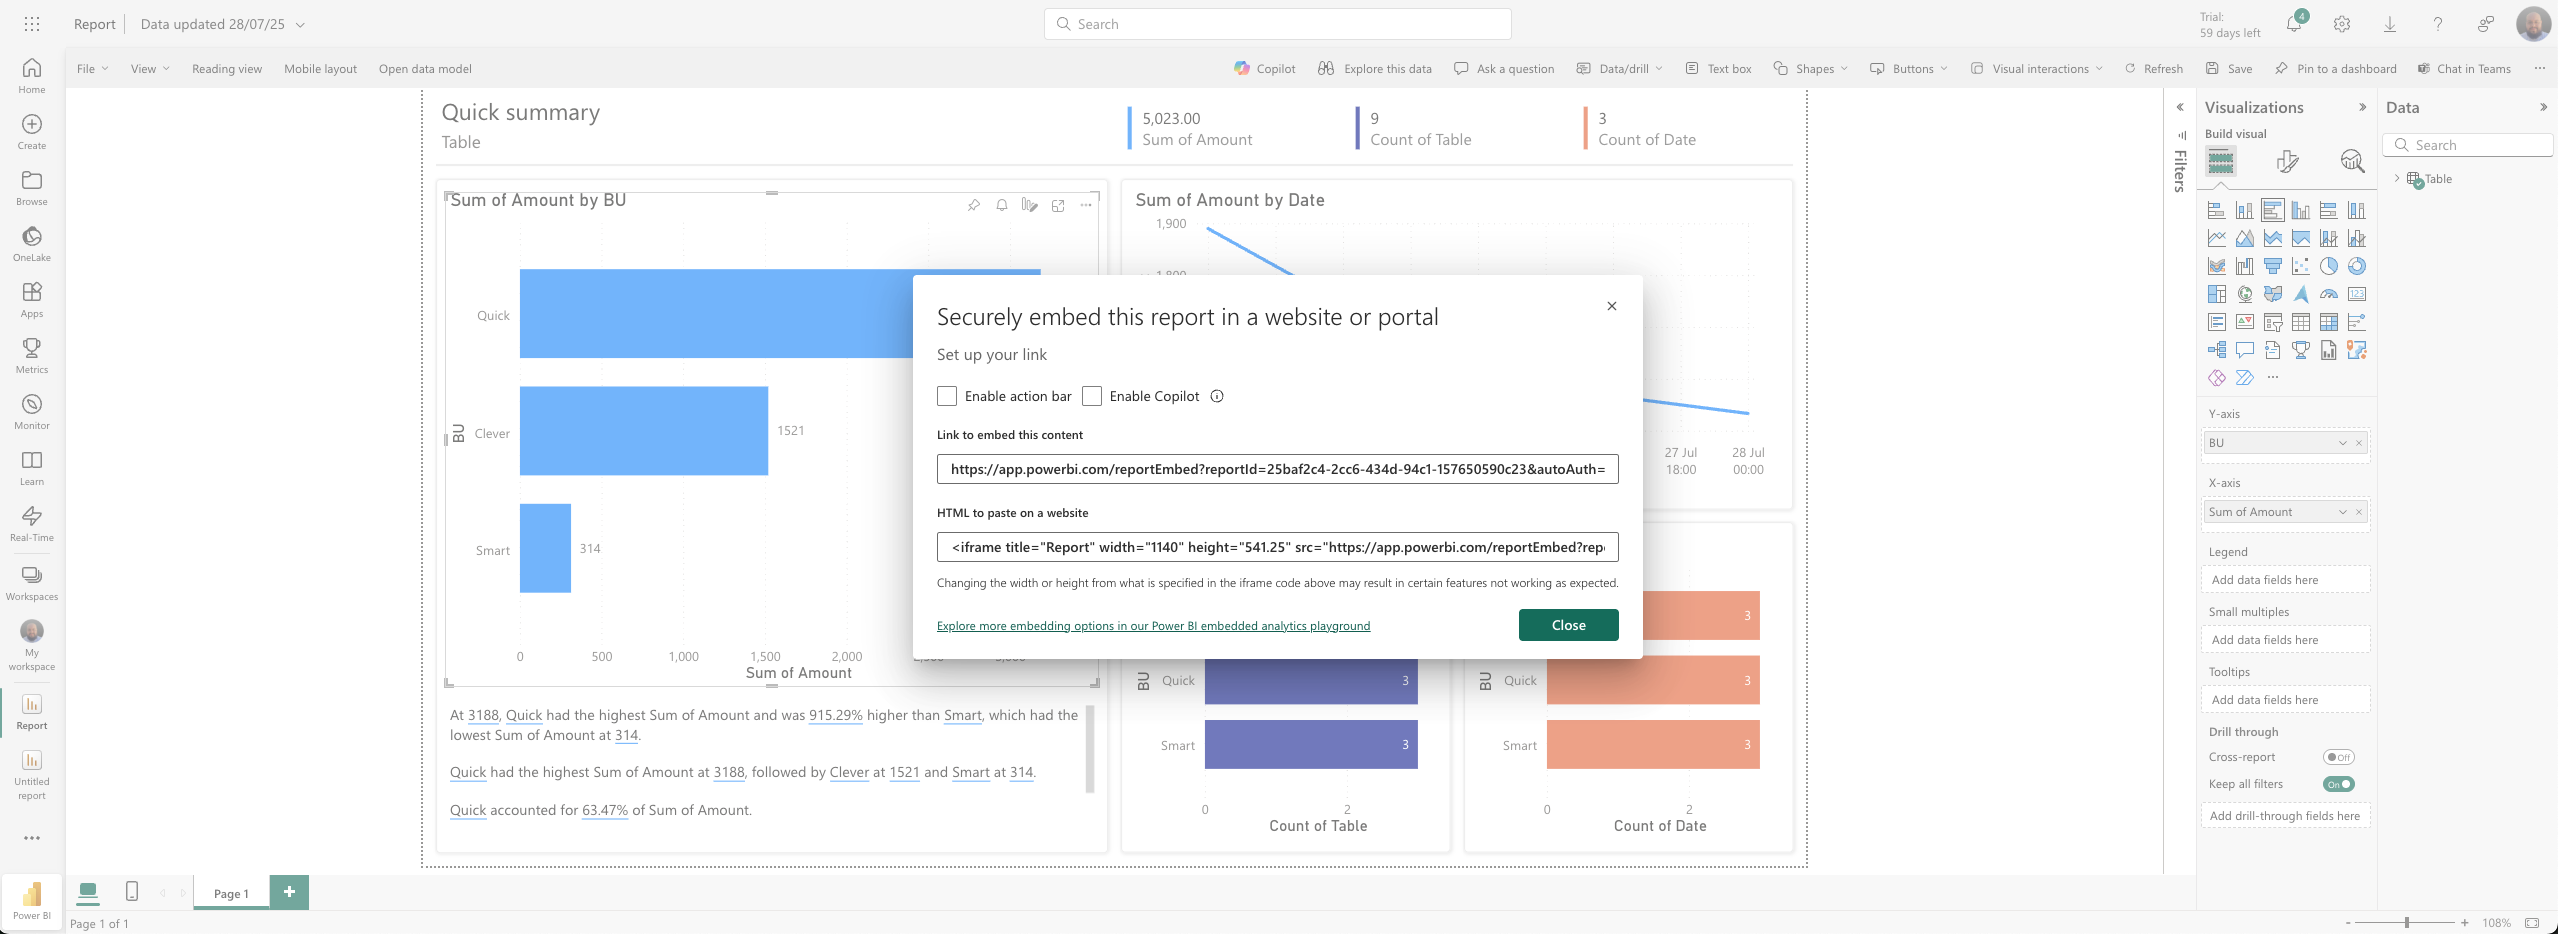 Report
Data updated 28/07/25
Search
Trial:
59 days left
4
File
View
Reading view
Mobile layout
Open data model
Copilot
Explore this data
Ask a question
Data/drill
Text box
Shapes
Buttons
Visual interactions
Refresh
Save
Pin to a dashboard
Chat in Teams
Home
Create
Browse
OneLake
Apps
Metrics
Monitor
Learn
Real-Time
Workspaces
My
workspace
Report
Untitled
report
Power BI
Quick summary
Table
5,023.00
Sum of Amount
9
Count of Table
3
Count of Date
Sum of Amount by BU
BU
Quick
Clever
1521
Smart
314
0
500
1,000
1,500
2,000
Sum of Amount
At 3188, Quick had the highest Sum of Amount and was 915.29% higher than Smart, which had the
lowest Sum of Amount at 314.
Quick had the highest Sum of Amount at 3188, followed by Clever at 1521 and Smart at 314.
Quick accounted for 63.47% of Sum of Amount.
Sum of Amount by Date
1,900
1,800
27 Jul
18:00
28 Jul
00:00
Securely embed this report in a website or portal
Set up your link
Enable action bar
Enable Copilot
Link to embed this content
https://app.powerbi.com/reportEmbed?reportId=25baf2c4-2cc6-434d-94c1-157650590c23&autoAuth=
HTML to paste on a website
<iframe title="Report" width="1140" height="541.25" src="https://app.powerbi.com/reportEmbed?rep
Changing the width or height from what is specified in the iframe code above may result in certain features not working as expected.
Explore more embedding options in our Power BI embedded analytics playground
Close
BU
Quick
3
Smart
3
0
2
Count of Table
3
BU
Quick
3
Smart
3
0
2
Count of Date
Filters
Visualizations
Build visual
123
Y-axis
BU
X-axis
Sum of Amount
Legend
Add data fields here
Small multiples
Add data fields here
Tooltips
Add data fields here
Drill through
Cross-report
Off
Keep all filters
On
Add drill-through fields here
Data
Search
Table
Page 1
Page 1 of 1
108%